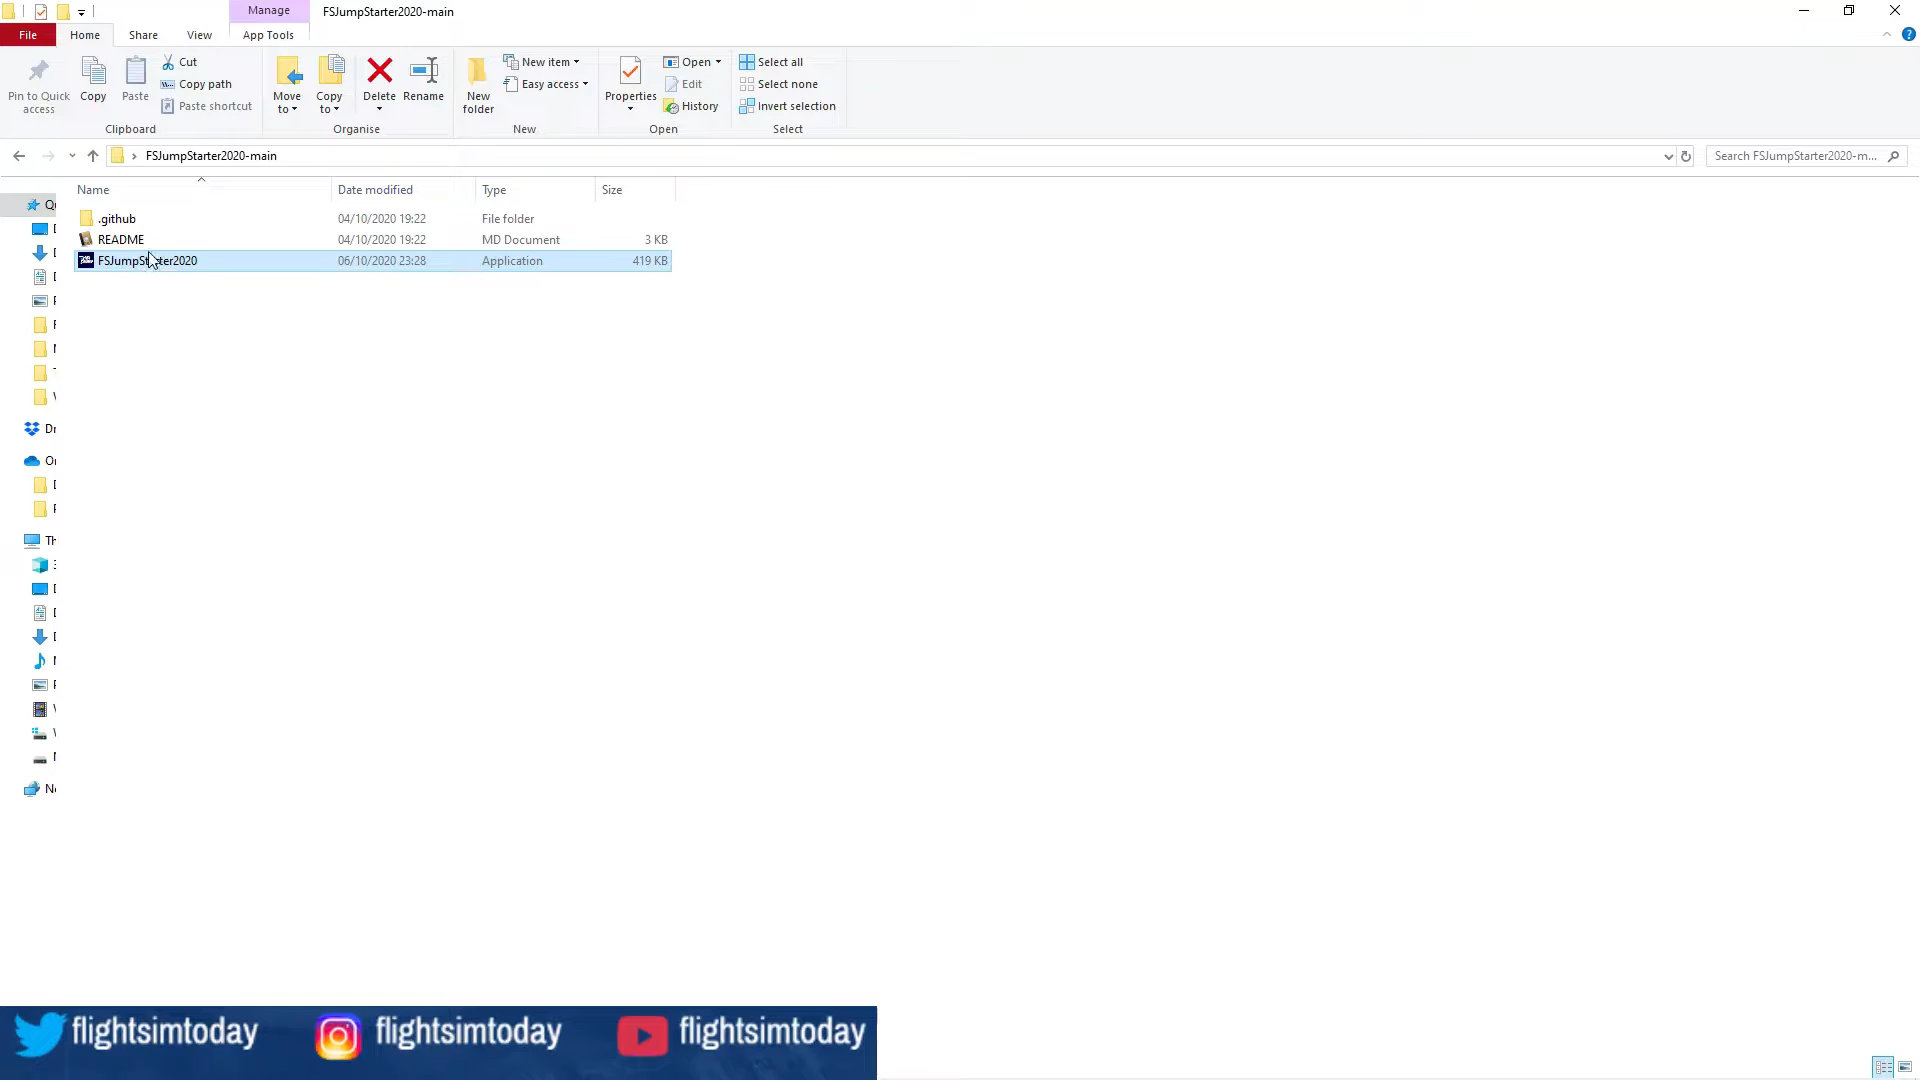 Manage
FSJumpStarter2020-main
File
Home
Share
View
App Tools
Pin to Quick access
Copy
Paste
Cut
Copy path
Paste shortcut
Clipboard
Move to
Copy to
Delete
Rename
Organise
New folder
New item
Easy access
New
Properties
Open
Edit
History
Open
Select all
Select none
Invert selection
Select
FSJumpStarter2020-main
Search FSJumpStarter2020-m...
Name
Date modified
Type
Size
.github
04/10/2020 19:22
File folder
README
04/10/2020 19:22
MD Document
3 KB
FSJumpStarter2020
06/10/2020 23:28
Application
419 KB
Dr
Th
flightsimtoday
flightsimtoday
flightsimtoday